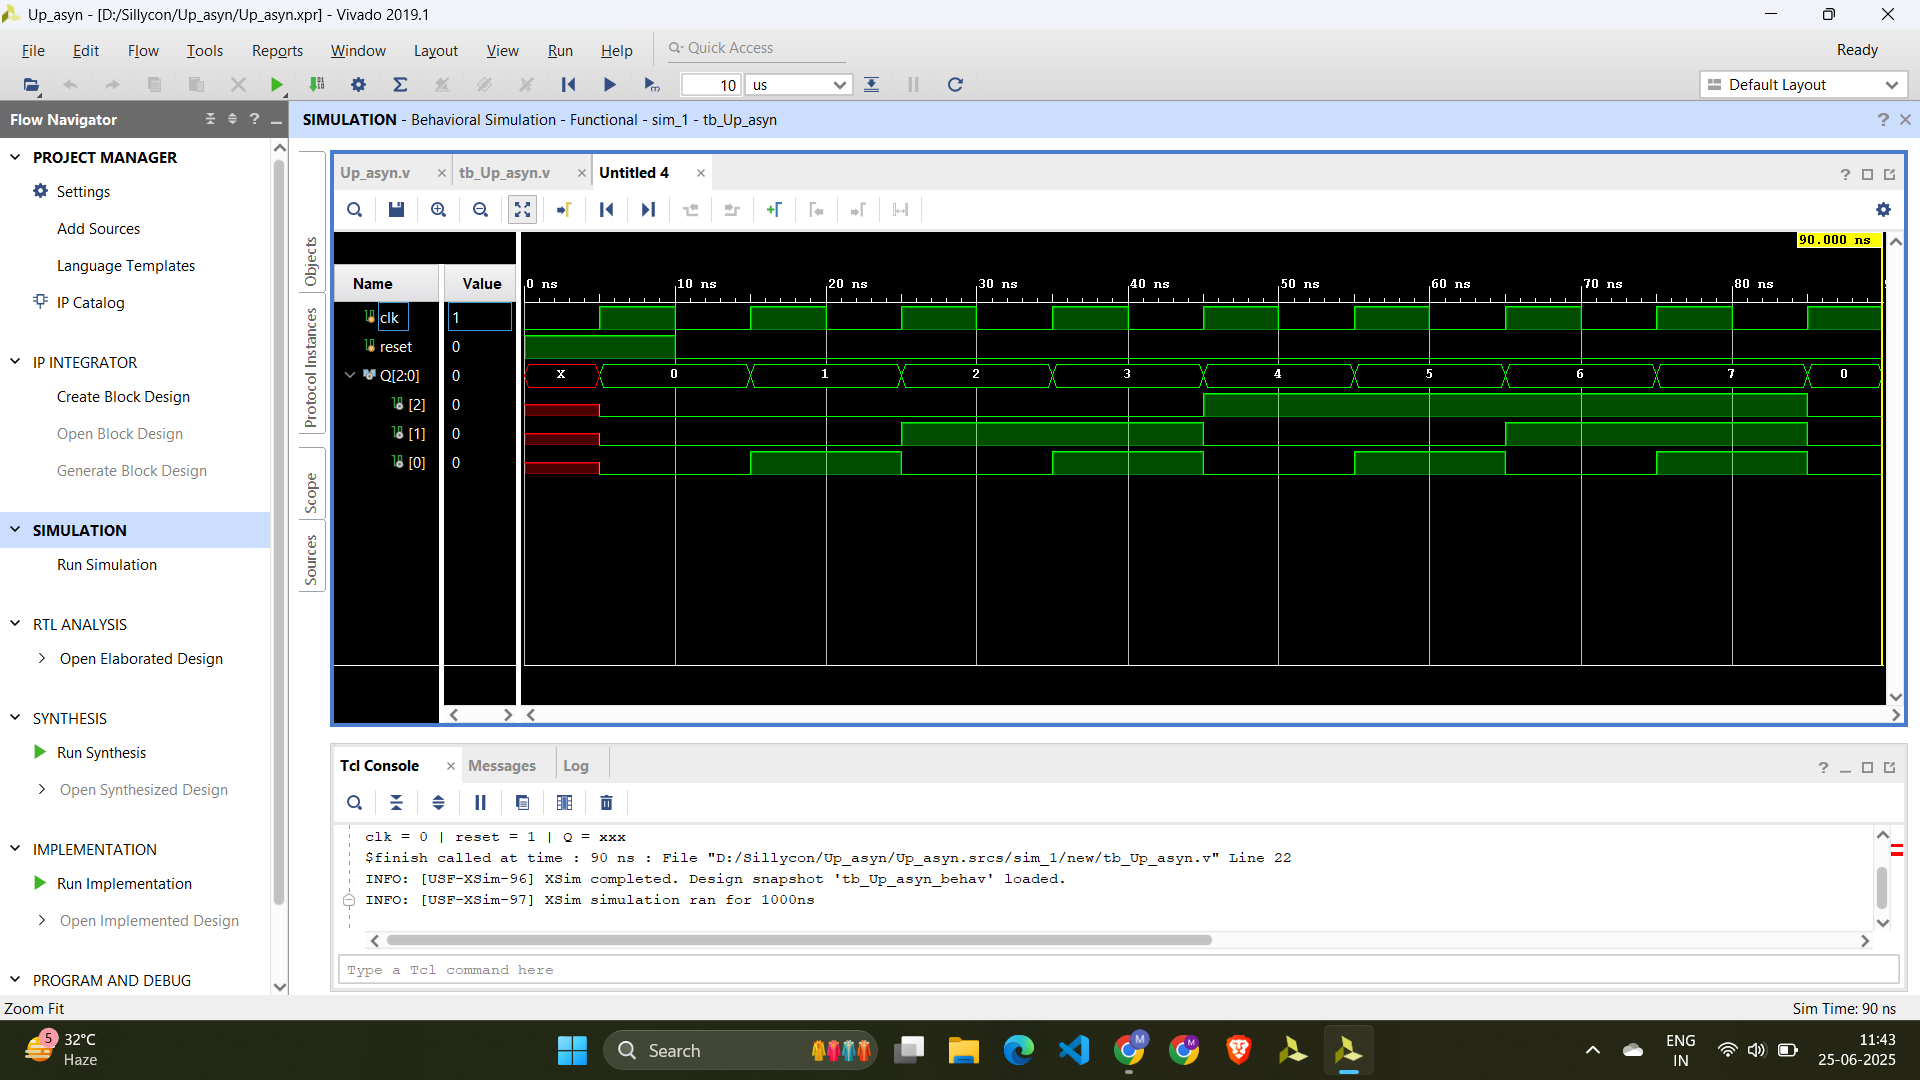 Up_asyn - [D:/Sillycon/Up_asyn/Up_asyn.xpr] - Vivado 2019.1
File Edit Flow Tools Reports Window Layout View Run Help Quick Access Ready
10 us Default Layout
Flow Navigator
SIMULATION - Behavioral Simulation - Functional - sim_1 - tb_Up_asyn
PROJECT MANAGER
Settings
Add Sources
Language Templates
IP Catalog
IP INTEGRATOR
Create Block Design
Open Block Design
Generate Block Design
SIMULATION
Run Simulation
RTL ANALYSIS
Open Elaborated Design
SYNTHESIS
Run Synthesis
Open Synthesized Design
IMPLEMENTATION
Run Implementation
Open Implemented Design
PROGRAM AND DEBUG
Objects
Protocol Instances
Scope
Sources
Up_asyn.v tb_Up_asyn.v Untitled 4
90.000 ns
Name Value 0 ns 10 ns 20 ns 30 ns 40 ns 50 ns 60 ns 70 ns 80 ns
clk 1
reset 0
Q[2:0] 0 X 0 1 2 3 4 5 6 7 0
[2] 0
[1] 0
[0] 0
Tcl Console Messages Log
clk = 0 | reset = 1 | Q = xxx
$finish called at time : 90 ns : File "D:/Sillycon/Up_asyn/Up_asyn.srcs/sim_1/new/tb_Up_asyn.v" Line 22
INFO: [USF-XSim-96] XSim completed. Design snapshot 'tb_Up_asyn_behav' loaded.
INFO: [USF-XSim-97] XSim simulation ran for 1000ns
Type a Tcl command here
Zoom Fit Sim Time: 90 ns
5 32°C
Haze
Search
M
M
ENG
IN
11:43
25-06-2025